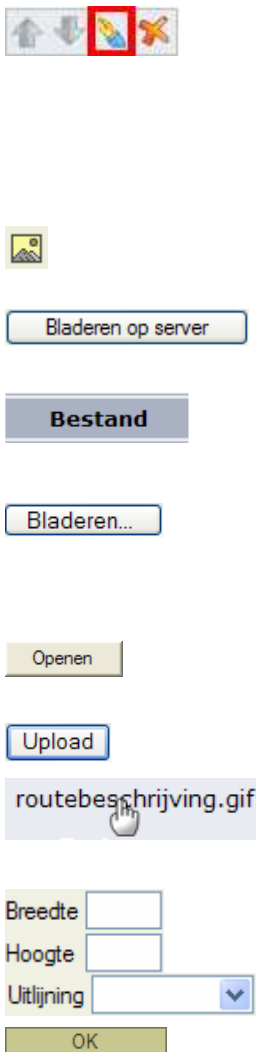 Bladeren op server
Bestand
Bladeren...
Openen
Upload
routebeschrijving.gif
Breedte
Hoogte
Uitlijning
OK